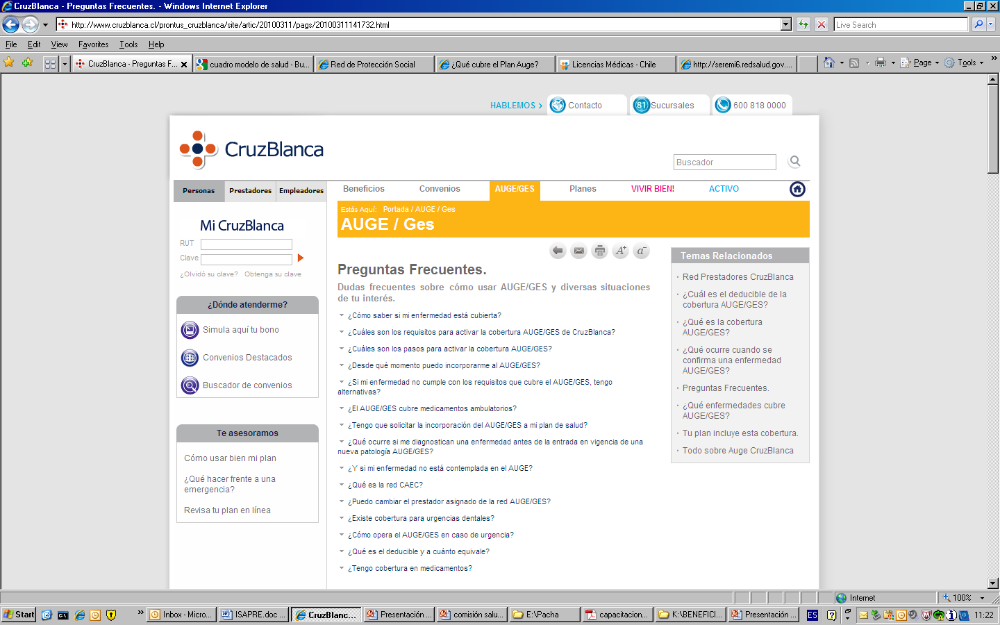 CruzBlanca - Preguntas Frecuentes. - Windows Internet Explorer
http://www.cruzblanca.cl/prontus_cruzblanca/site/artic/20100311/pags/20100311141732.html
Live Search
File Edit View Favorites Tools Help
CruzBlanca - Preguntas F...
cuadro modelo de salud - Bu...
Red de Protección Social
¿Qué cubre el Plan Auge?
Licencias Médicas - Chile
http://seremi6.redsalud.gov....
Page
Tools
HABLEMOS >
Contacto
81
Sucursales
600 818 0000
CruzBlanca
Buscador
Personas
Prestadores
Empleadores
Beneficios
Convenios
AUGE/GES
Planes
VIVIR BIEN!
ACTIVO
Estás Aquí: Portada / AUGE / Ges
AUGE / Ges
Mi CruzBlanca
RUT
Clave
¿Olvidó su clave? Obtenga su clave
¿Dónde atenderme?
Simula aquí tu bono
Convenios Destacados
Buscador de convenios
Te asesoramos
Cómo usar bien mi plan
¿Qué hacer frente a una
emergencia?
Revisa tu plan en línea
A+
a-
Preguntas Frecuentes.
Dudas frecuentes sobre cómo usar AUGE/GES y diversas situaciones
de tu interés.
¿Cómo saber si mi enfermedad está cubierta?
¿Cuáles son los requisitos para activar la cobertura AUGE/GES de CruzBlanca?
¿Cuáles son los pasos para activar la cobertura AUGE/GES?
¿Desde qué momento puedo incorporarme al AUGE/GES?
¿Si mi enfermedad no cumple con los requisitos que cubre el AUGE/GES, tengo
alternativas?
¿El AUGE/GES cubre medicamentos ambulatorios?
¿Tengo que solicitar la incorporación del AUGE/GES a mi plan de salud?
¿Qué ocurre si me diagnostican una enfermedad antes de la entrada en vigencia de una
nueva patología AUGE/GES?
¿Y si mi enfermedad no está contemplada en el AUGE?
¿Qué es la red CAEC?
¿Puedo cambiar el prestador asignado de la red AUGE/GES?
¿Existe cobertura para urgencias dentales?
¿Cómo opera el AUGE/GES en caso de urgencia?
¿Qué es el deducible y a cuánto equivale?
¿Tengo cobertura en medicamentos?
Temas Relacionados
Red Prestadores CruzBlanca
¿Cuál es el deducible de la
cobertura AUGE/GES?
¿Qué es la cobertura
AUGE/GES?
¿Qué ocurre cuando se
confirma una enfermedad
AUGE/GES?
Preguntas Frecuentes.
¿Qué enfermedades cubre
AUGE/GES?
Tu plan incluye esta cobertura.
Todo sobre Auge CruzBlanca
Internet
100%
Start
Inbox - Micro...
ISAPRE.doc ...
CruzBlanc...
Presentación ...
comisión salu...
E:\Pacha
capacitacion...
K:\BENEFICI...
Presentación ...
ES
11:22